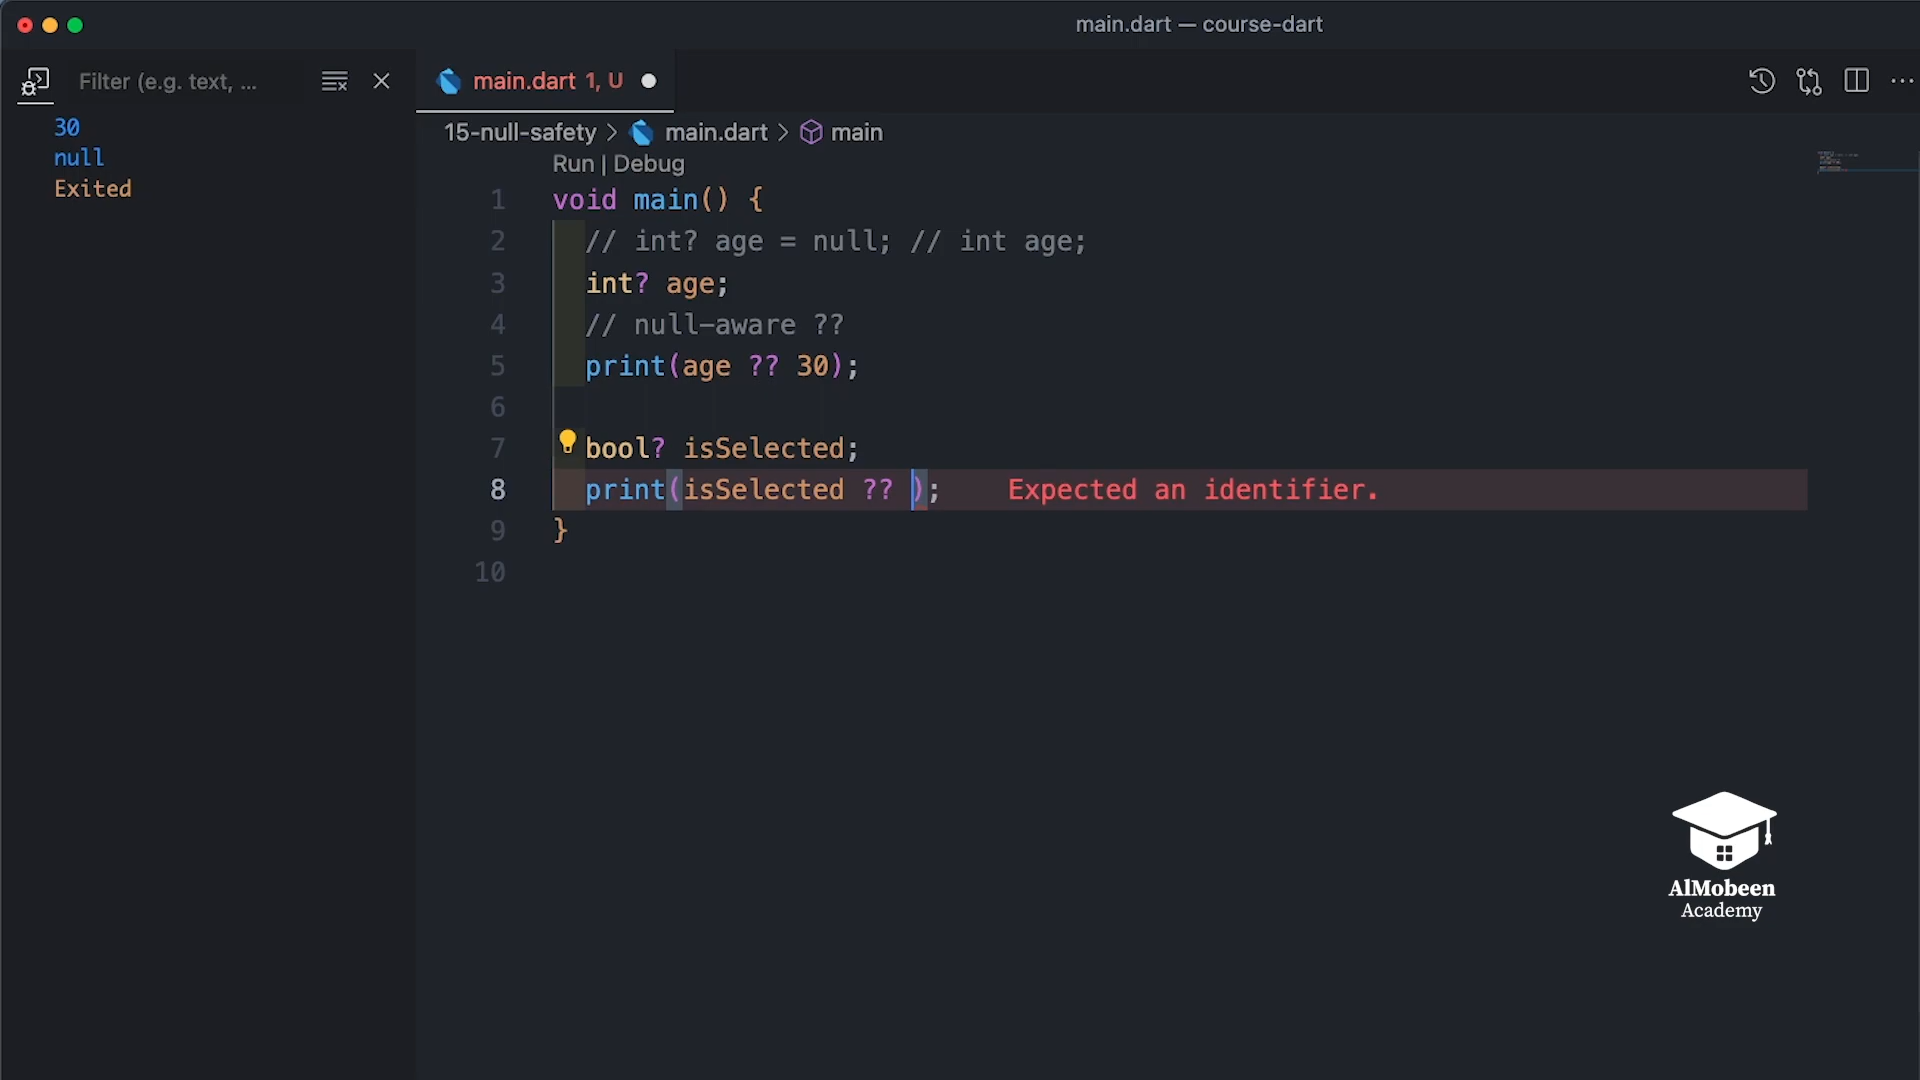 main.dart — course-dart
Filter (e.g. text, ...
main.dart 1, U
30
null
Exited
15-null-safety > main.dart > main
Run | Debug
1 void main() {
2 // int? age = null; // int age;
3 int? age;
4 // null-aware ??
5 print(age ?? 30);
6
7 bool? isSelected;
8 print(isSelected ?? ); Expected an identifier.
9 }
10
AlMobeen
Academy